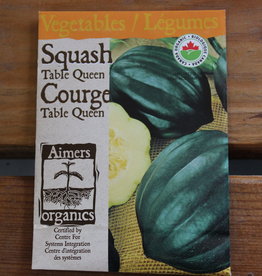 Vegetables / Légumes
Squash
Table Queen
Courge
Table Queen
Aimers
organics
Certified by
Centre For
Systems Integration
Centre d'intégration
des systèmes